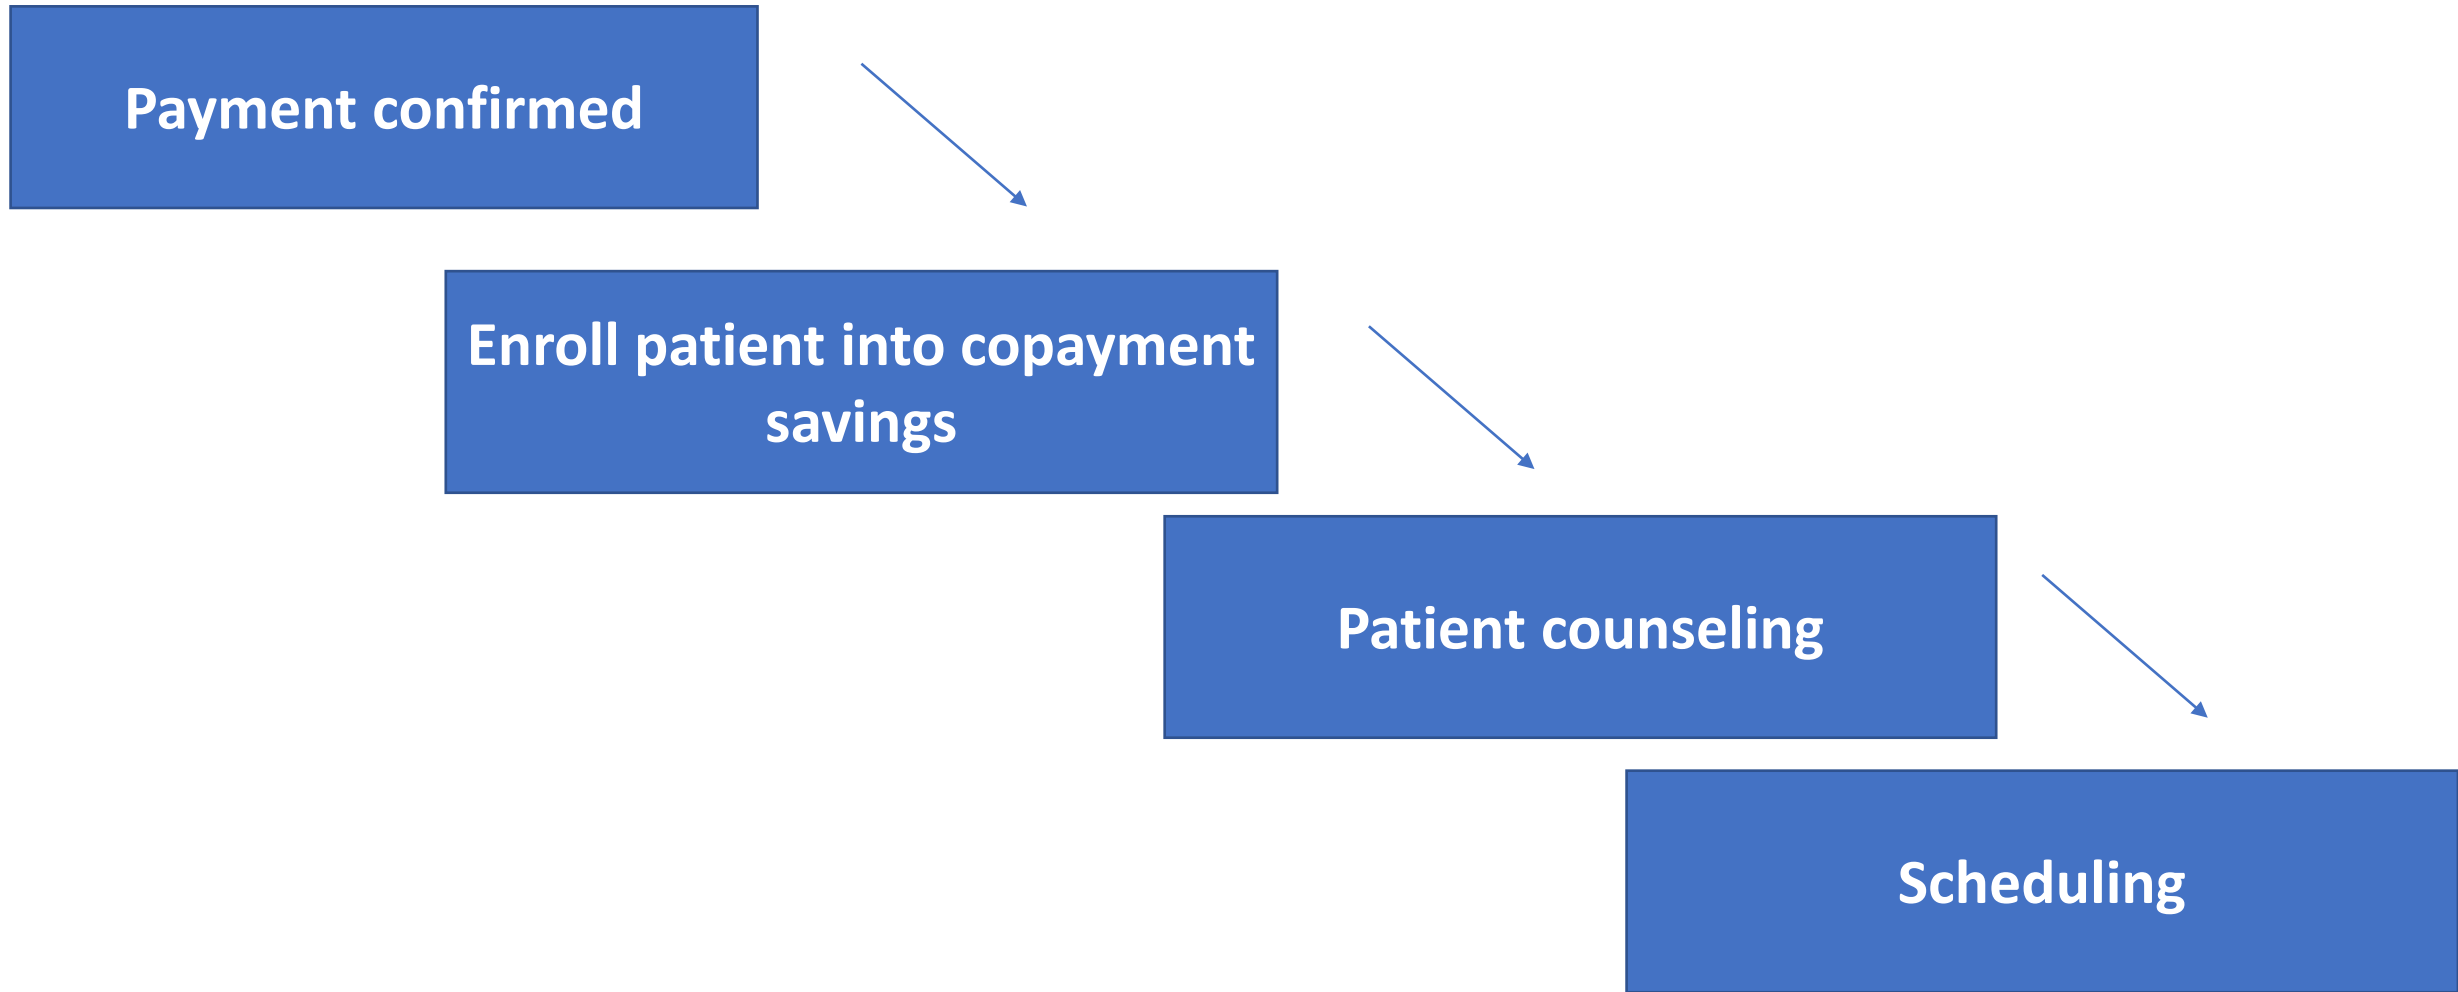 Payment confirmed
Enroll patient into copayment
savings
Patient counseling
Scheduling